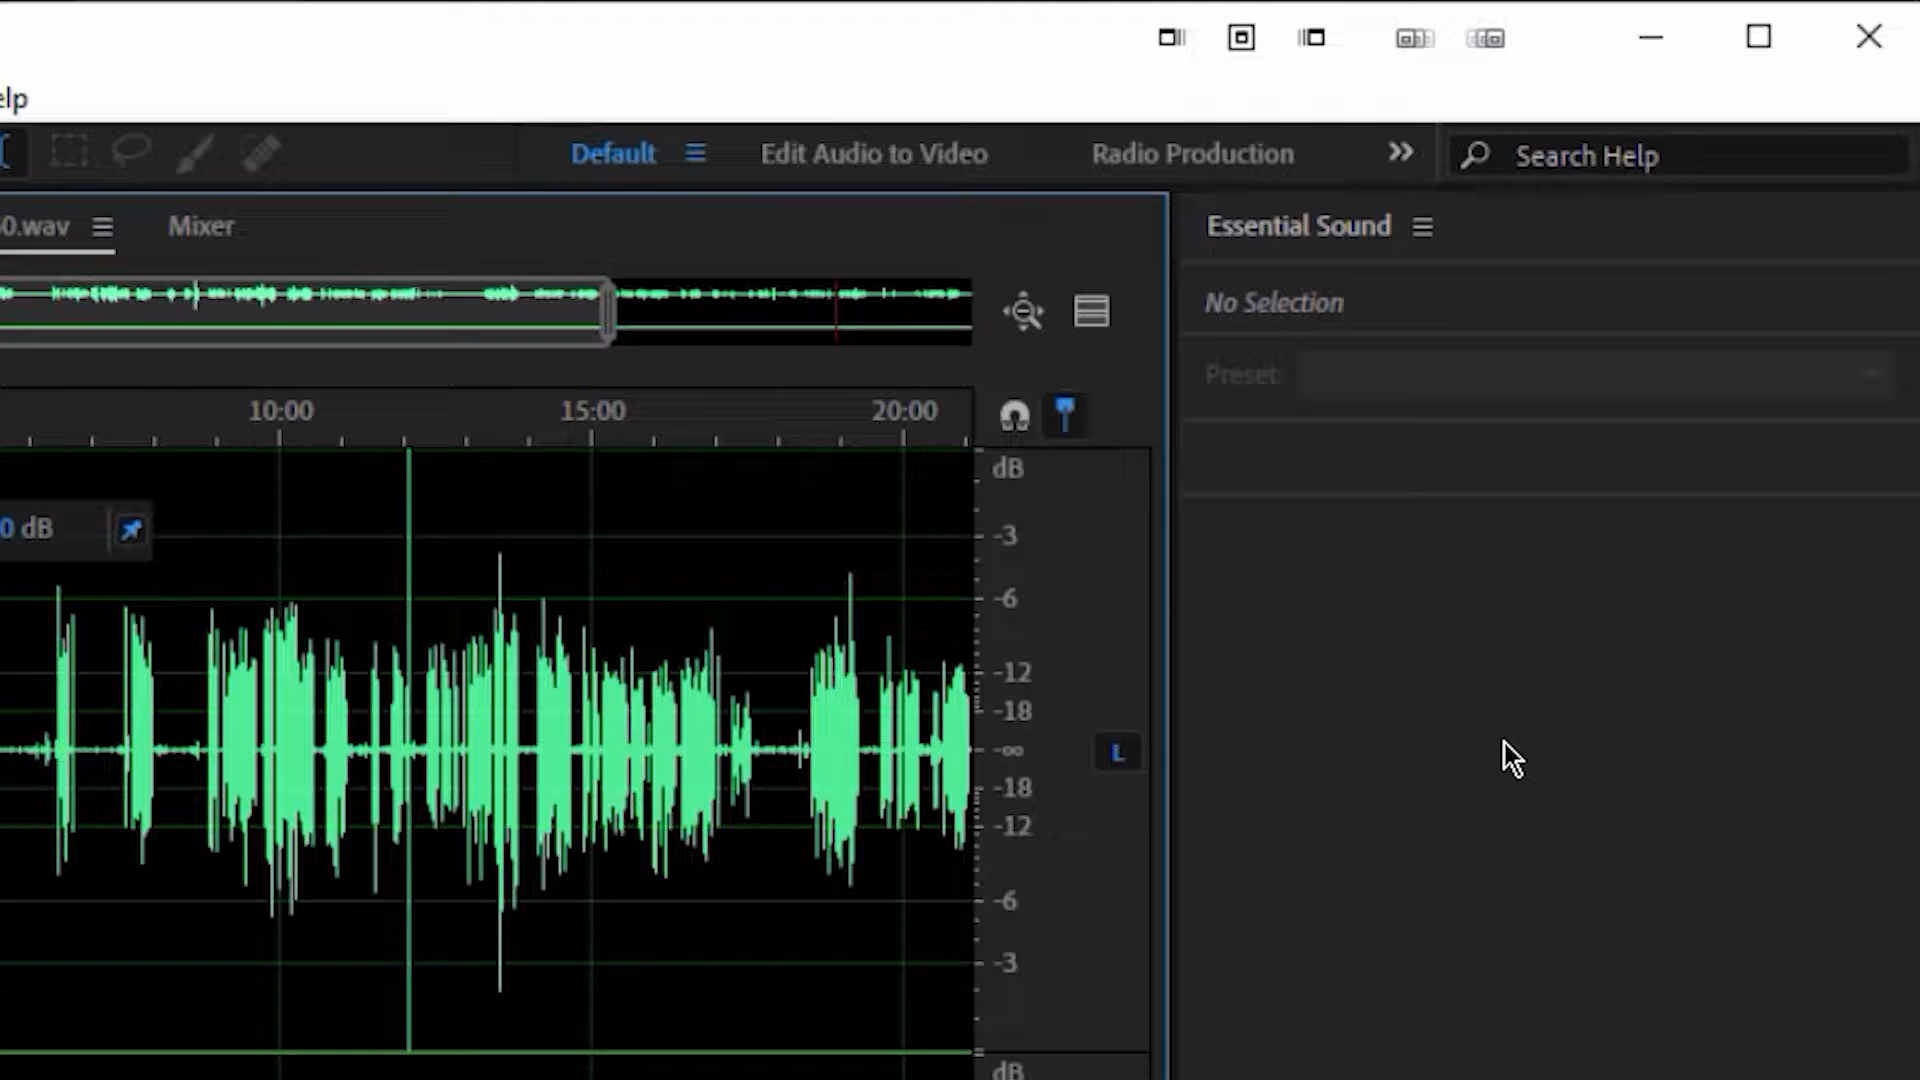 elp
Default Edit Audio to Video Radio Production Search Help
0.wav Mixer Essential Sound
No Selection
Preset:
10:00 15:00 20:00
dB
0 dB
-3
-6
-12
-18
-∞
L
-18
-12
-6
-3
dB